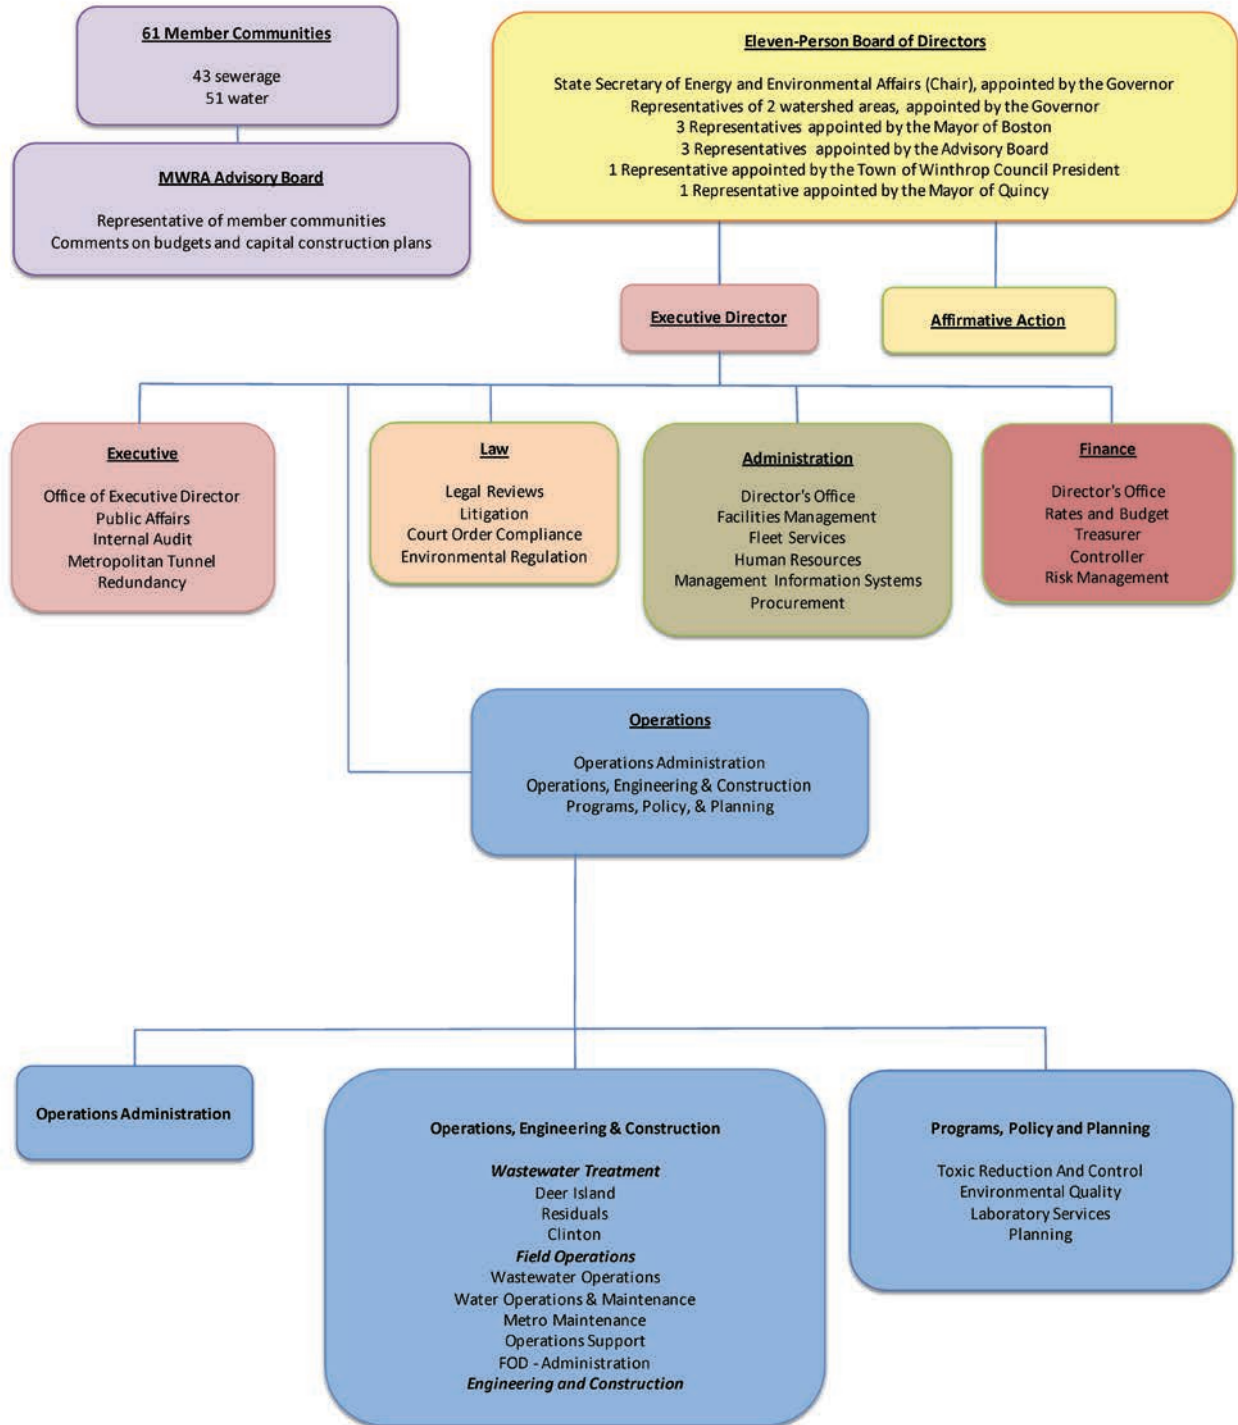 61 Member Communities
43 sewerage
51 water
MWRA Advisory Board
Representative of member communities
Comments on budgets and capital construction plans
Eleven-Person Board of Directors
State Secretary of Energy and Environmental Affairs (Chair), appointed by the Governor
Representatives of 2 watershed areas, appointed by the Governor
3 Representatives appointed by the Mayor of Boston
3 Representatives appointed by the Advisory Board
1 Representative appointed by the Town of Winthrop Council President
1 Representative appointed by the Mayor of Quincy
Executive Director
Affirmative Action
Executive
Office of Executive Director
Public Affairs
Internal Audit
Metropolitan Tunnel
Redundancy
Law
Legal Reviews
Litigation
Court Order Compliance
Environmental Regulation
Administration
Director's Office
Facilities Management
Fleet Services
Human Resources
Management Information Systems
Procurement
Finance
Director's Office
Rates and Budget
Treasurer
Controller
Risk Management
Operations
Operations Administration
Operations, Engineering & Construction
Programs, Policy, & Planning
Operations Administration
Operations, Engineering & Construction
Wastewater Treatment
Deer Island
Residuals
Clinton
Field Operations
Wastewater Operations
Water Operations & Maintenance
Metro Maintenance
Operations Support
FOD - Administration
Engineering and Construction
Programs, Policy and Planning
Toxic Reduction And Control
Environmental Quality
Laboratory Services
Planning